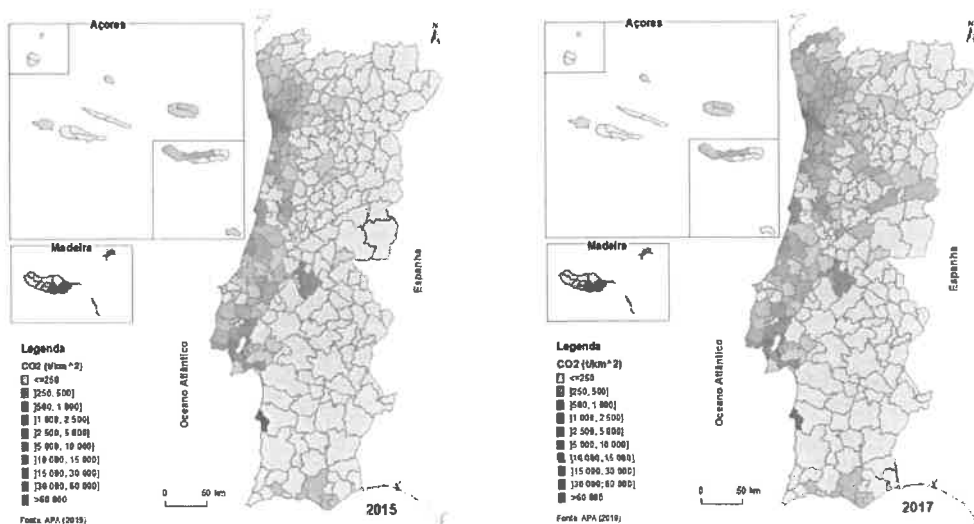 Açores
N
Madeira
Espanha
Oceano Atlântico
Legenda
CO2 (t/km^2)
<=250
]250, 500]
]500, 1 000]
]1 000, 2 500]
]2 500, 5 000]
]5 000, 10 000]
]10 000, 15 000]
]15 000, 30 000]
]30 000, 60 000]
>60 000
Fonte: APA (2019)
0 50 km
2015
Açores
N
Madeira
Espanha
Oceano Atlântico
Legenda
CO2 (t/km^2)
<=250
]250, 500]
]500, 1 000]
]1 000, 2 500]
]2 500, 5 000]
]5 000, 10 000]
]10 000, 15 000]
]15 000, 30 000]
]30 000, 60 000]
>60 000
Fonte: APA (2019)
0 50 km
2017